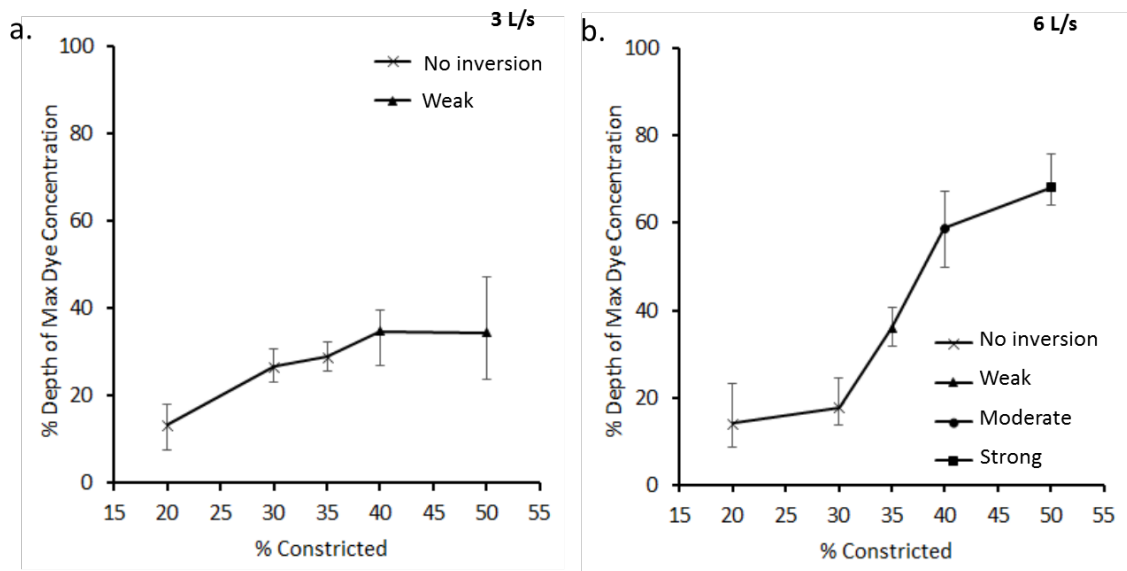 a.
3 L/s
No inversion
Weak
% Depth of Max Dye Concentration
100
80
60
40
20
0
15 20 25 30 35 40 45 50 55
% Constricted
b.
6 L/s
No inversion
Weak
Moderate
Strong
% Depth of Max Dye Concentration
100
80
60
40
20
0
15 20 25 30 35 40 45 50 55
% Constricted